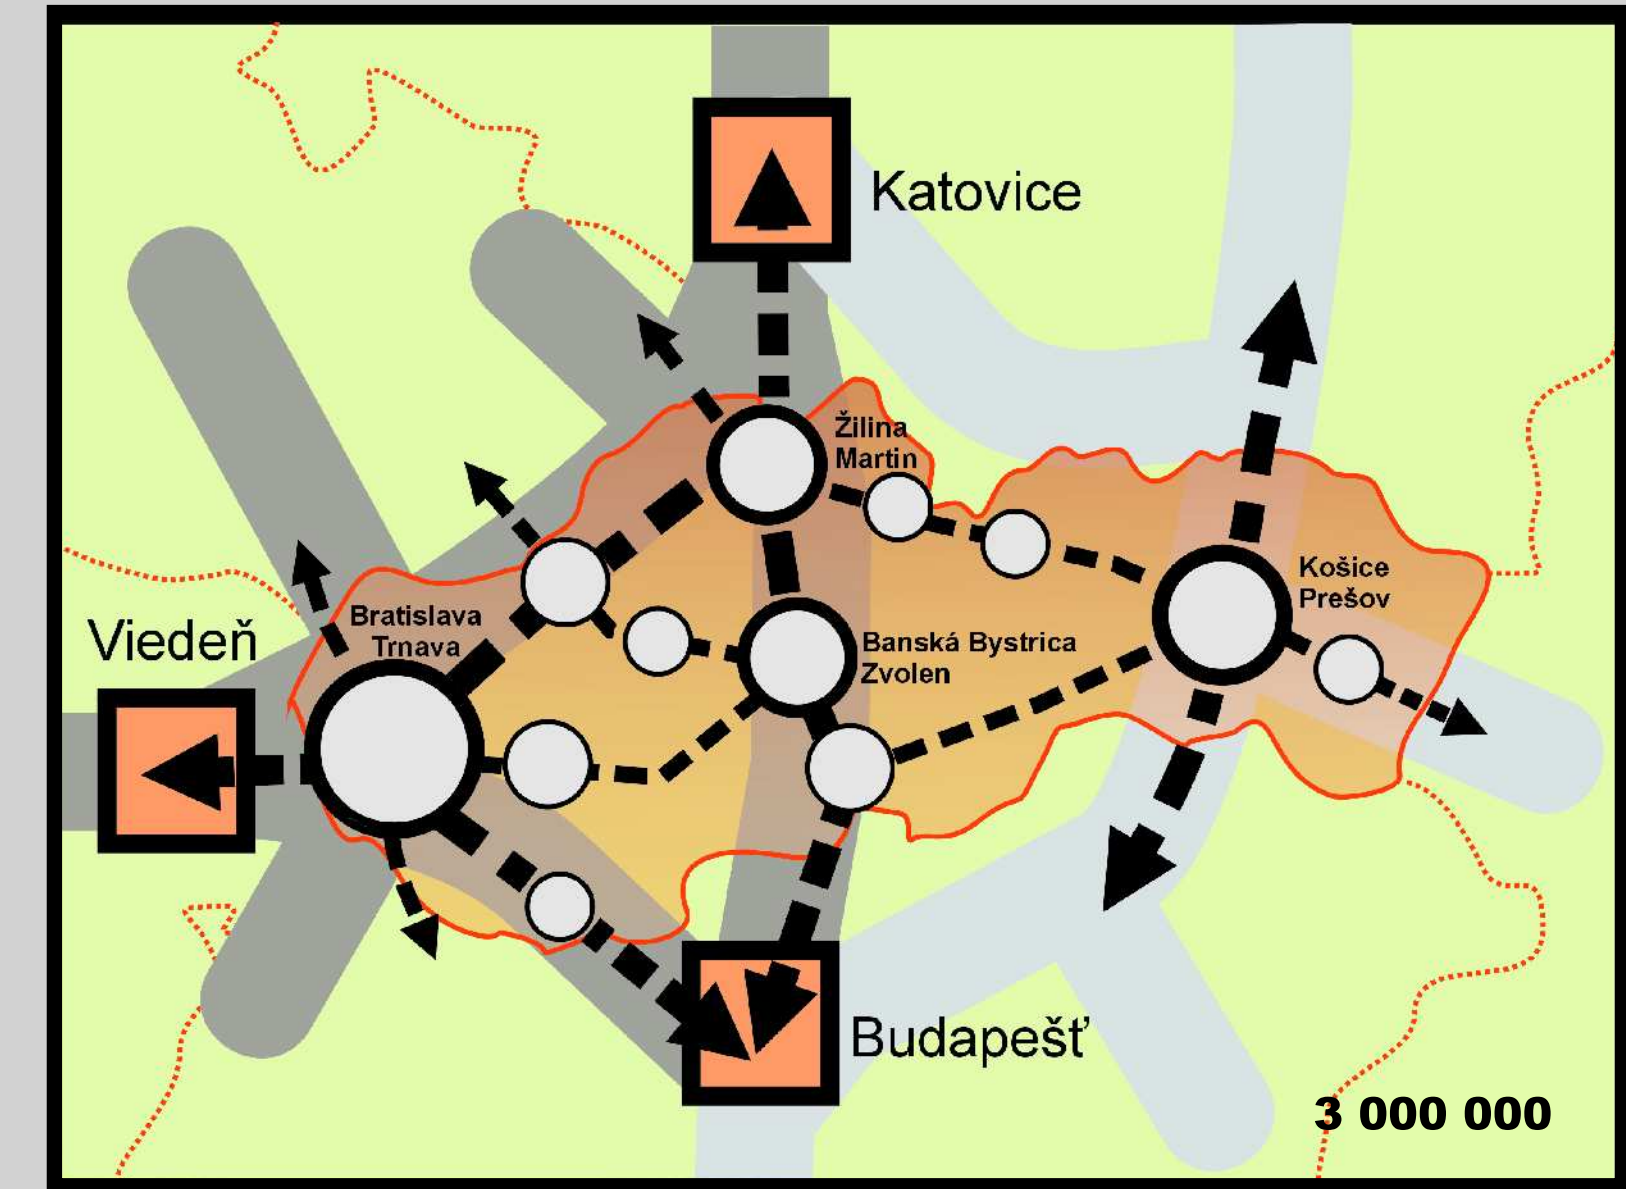 Katovice
Žilina
Martin
Košice
Prešov
Bratislava
Trnava
Viedeň
Banská Bystrica
Zvolen
Budapešť
3 000 000